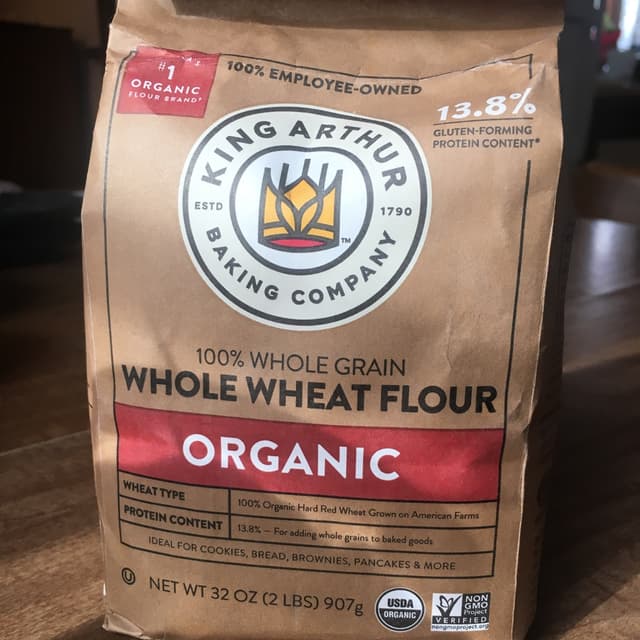 #1
ORGANIC
FLOUR BRAND†
100% EMPLOYEE-OWNED
13.8%
GLUTEN-FORMING
PROTEIN CONTENT*
KING ARTHUR
ESTD 1790
BAKING COMPANY
TM
100% WHOLE GRAIN
WHOLE WHEAT FLOUR
ORGANIC
WHEAT TYPE 100% Organic Hard Red Wheat Grown on American Farms
PROTEIN CONTENT 13.8% — For adding whole grains to baked goods
IDEAL FOR COOKIES, BREAD, BROWNIES, PANCAKES & MORE
U NET WT 32 OZ (2 LBS) 907g
USDA
ORGANIC
NON
GMO
Project
VERIFIED
nongmoproject.org